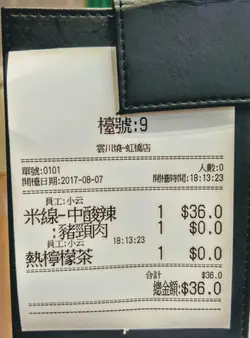 檯號:9
雲川燒-虹橋店
單號:0101 人數:0
開檯日期:2017-08-07 開檯時間:18:13:23
員工:小云
米線-中酸辣 1 $36.0
:豬頸肉 1 $0.0
員工:小云 18:13:23
熱檸檬茶 1 $0.0
合計 $36.0
總金額:$36.0